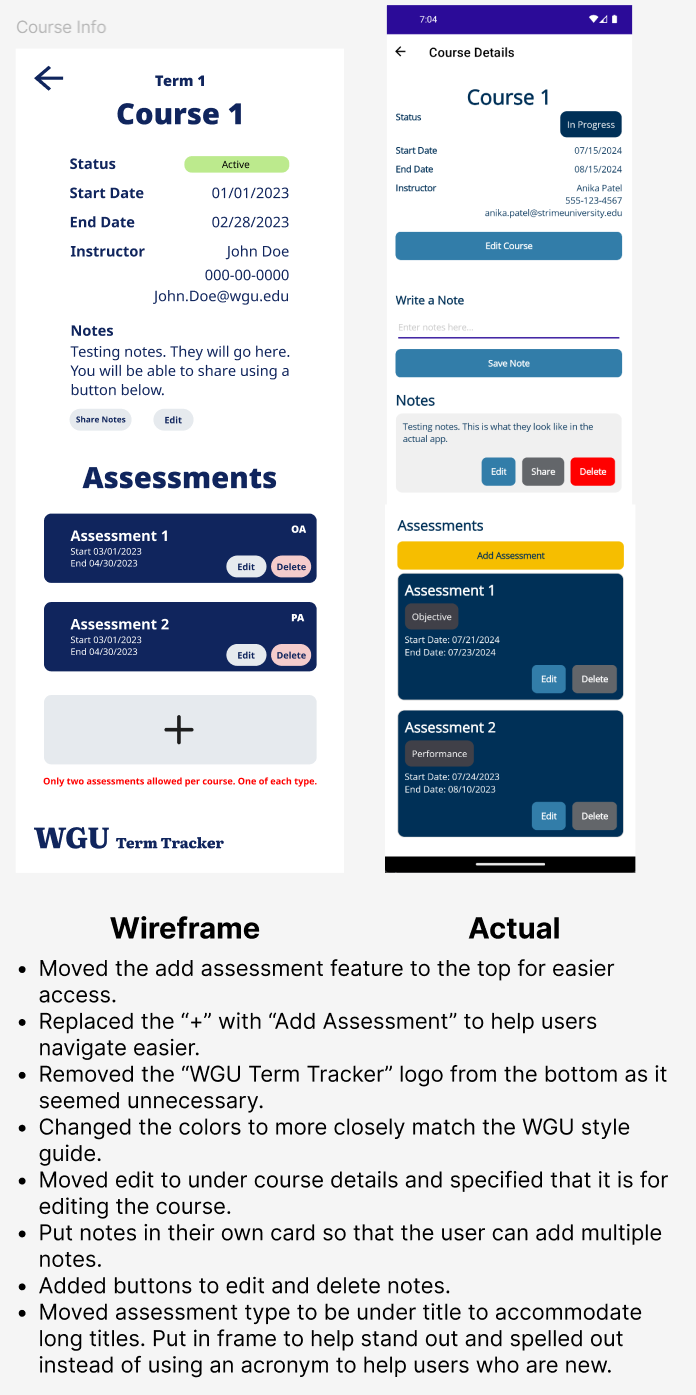 Course Info
Term 1
Course 1
Status
Active
Start Date
01/01/2023
End Date
02/28/2023
Instructor
John Doe
000-00-0000
John.Doe@wgu.edu
Notes
Testing notes. They will go here.
You will be able to share using a
button below.
Share Notes
Edit
Assessments
Assessment 1
OA
Start 03/01/2023
End 04/30/2023
Edit
Delete
Assessment 2
PA
Start 03/01/2023
End 04/30/2023
Edit
Delete
+
Only two assessments allowed per course. One of each type.
WGU Term Tracker
7:04
Course Details
Course 1
Status
In Progress
Start Date
07/15/2024
End Date
08/15/2024
Instructor
Anika Patel
555-123-4567
anika.patel@strimeuniversity.edu
Edit Course
Write a Note
Enter notes here...
Save Note
Notes
Testing notes. This is what they look like in the
actual app.
Edit
Share
Delete
Assessments
Add Assessment
Assessment 1
Objective
Start Date: 07/21/2024
End Date: 07/23/2024
Edit
Delete
Assessment 2
Performance
Start Date: 07/24/2023
End Date: 08/10/2023
Edit
Delete
Wireframe
Actual
• Moved the add assessment feature to the top for easier
access.
• Replaced the “+” with “Add Assessment” to help users
navigate easier.
• Removed the “WGU Term Tracker” logo from the bottom as it
seemed unnecessary.
• Changed the colors to more closely match the WGU style
guide.
• Moved edit to under course details and specified that it is for
editing the course.
• Put notes in their own card so that the user can add multiple
notes.
• Added buttons to edit and delete notes.
• Moved assessment type to be under title to accommodate
long titles. Put in frame to help stand out and spelled out
instead of using an acronym to help users who are new.